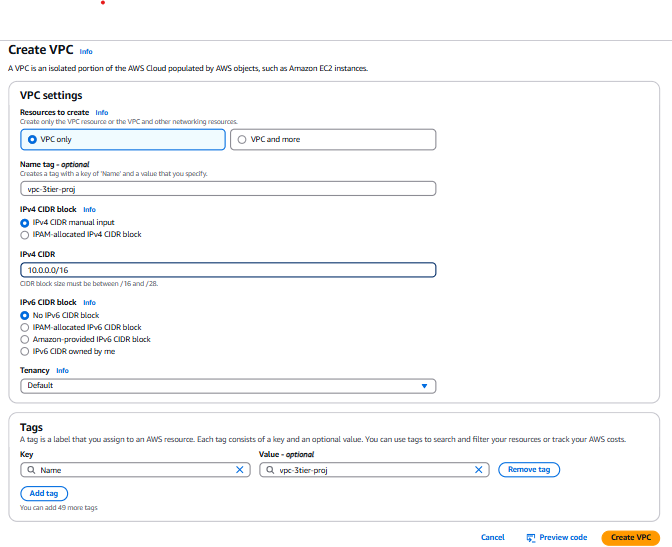 Create VPC Info
A VPC is an isolated portion of the AWS Cloud populated by AWS objects, such as Amazon EC2 instances.
VPC settings
Resources to create Info
Create only the VPC resource or the VPC and other networking resources.
VPC only
VPC and more
Name tag - optional
Creates a tag with a key of 'Name' and a value that you specify.
vpc-3tier-proj
IPv4 CIDR block Info
IPv4 CIDR manual input
IPAM-allocated IPv4 CIDR block
IPv4 CIDR
10.0.0.0/16
CIDR block size must be between /16 and /28.
IPv6 CIDR block Info
No IPv6 CIDR block
IPAM-allocated IPv6 CIDR block
Amazon-provided IPv6 CIDR block
IPv6 CIDR owned by me
Tenancy Info
Default
Tags
A tag is a label that you assign to an AWS resource. Each tag consists of a key and an optional value. You can use tags to search and filter your resources or track your AWS costs.
Key
Value - optional
Name
vpc-3tier-proj
Remove tag
Add tag
You can add 49 more tags
Cancel
Preview code
Create VPC